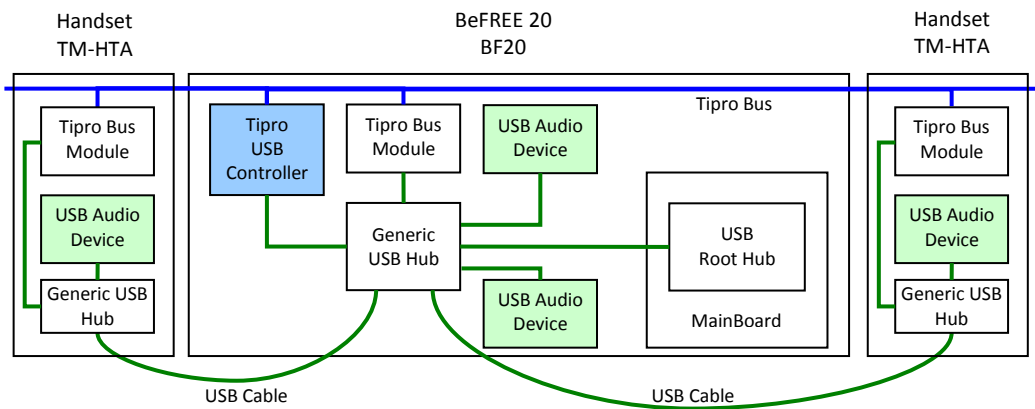 Handset
TM-HTA
BeFREE 20
BF20
Handset
TM-HTA
Tipro Bus
Tipro Bus
Module
Tipro
USB
Controller
Tipro Bus
Module
USB Audio
Device
Tipro Bus
Module
USB Audio
Device
Generic
USB Hub
USB
Root Hub
USB Audio
Device
Generic USB
Hub
USB Audio
Device
MainBoard
Generic USB
Hub
USB Cable
USB Cable